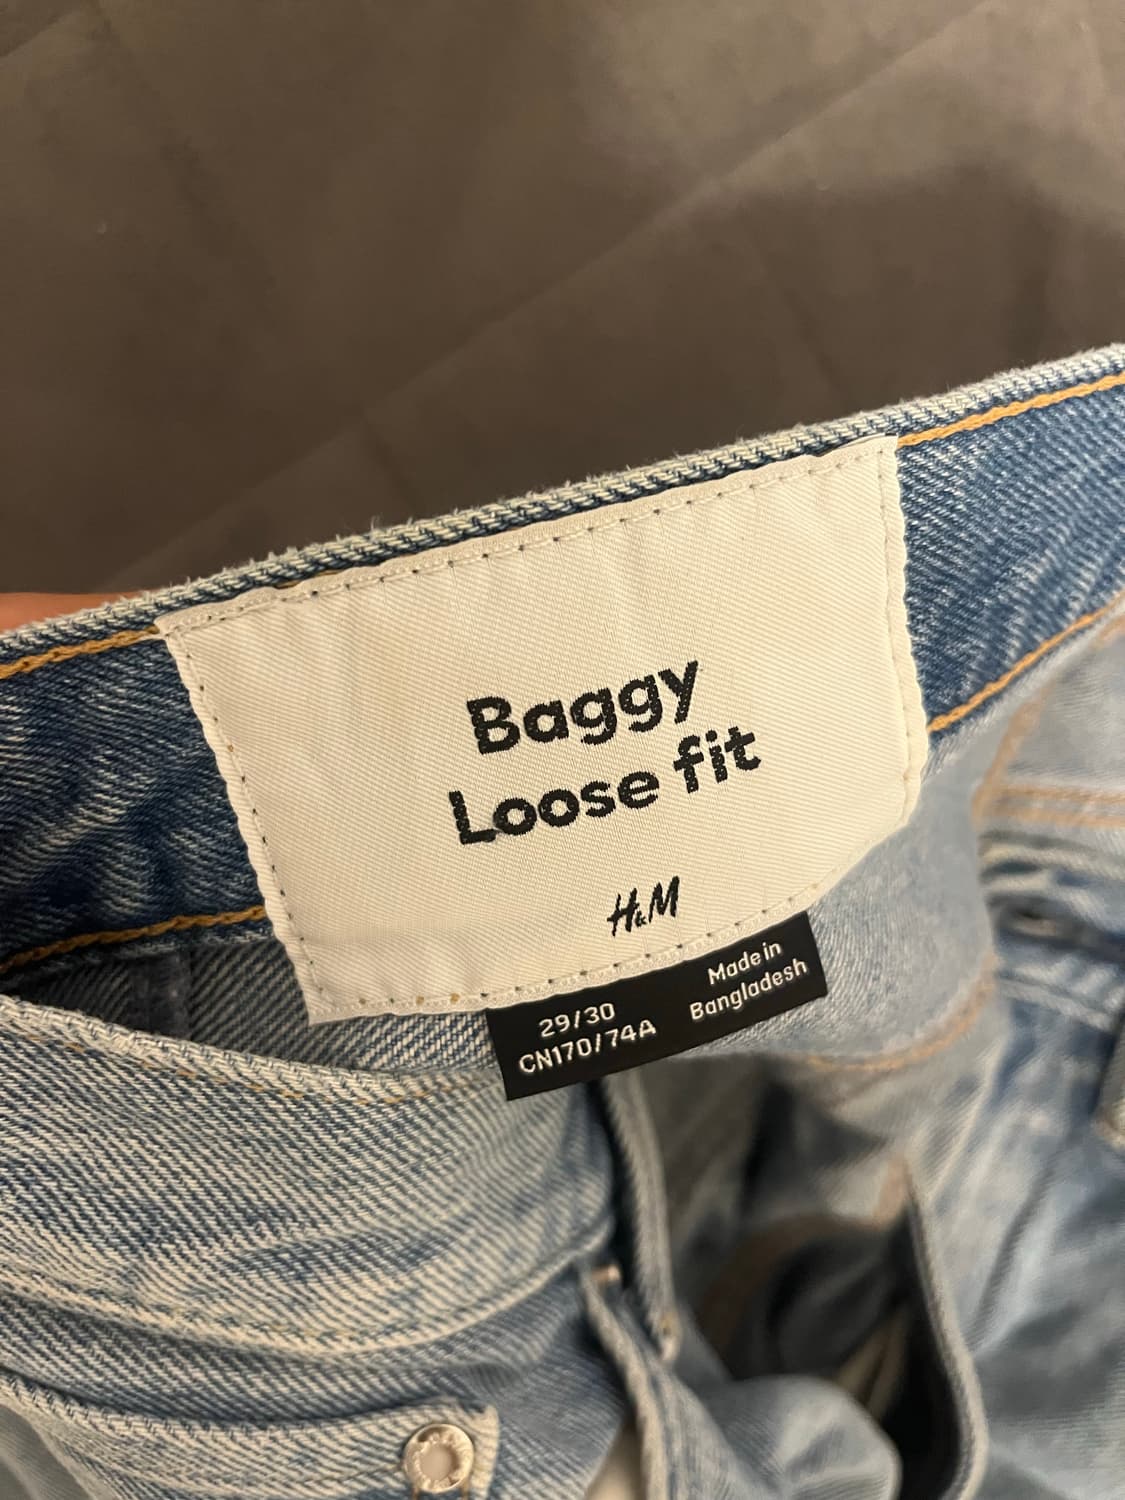 Baggy
Loose fit
H&M
29/30
CN170/74A
Made in
Bangladesh